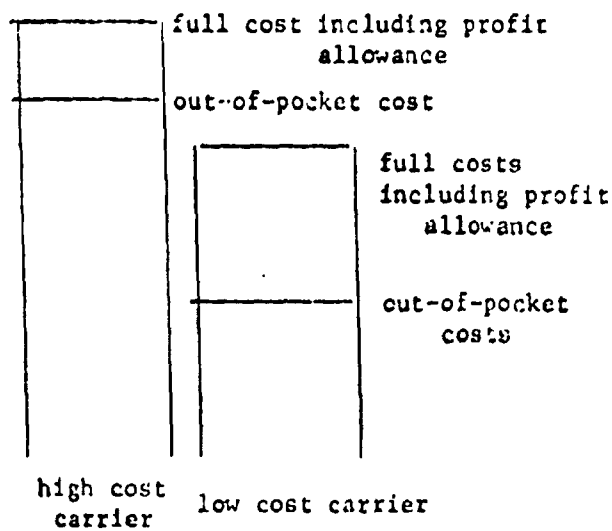 full cost including profit
allowance
out-of-pocket cost
full costs
including profit
allowance
out-of-pocket
costs
high cost
carrier
low cost carrier